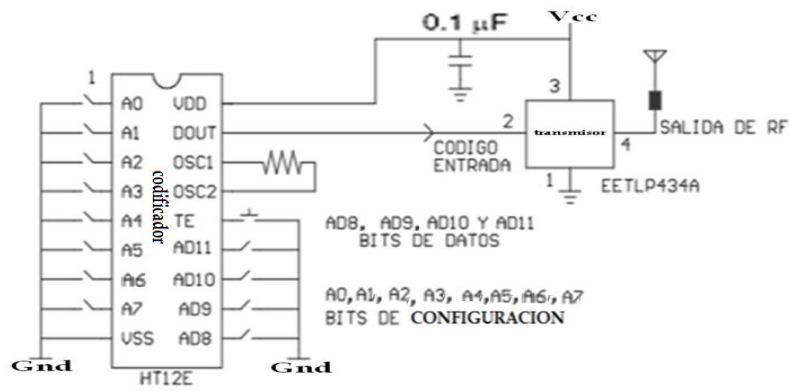 0.1 µF
Vcc
1
A0 VDD
A1 DOUT
A2 OSC1
A3 OSC2
A4 TE
A5 AD11
A6 AD10
A7 AD9
VSS AD8
codificador
HT12E
Gnd
Gnd
CODIGO
ENTRADA
3
2
transmisor
4
1
SALIDA DE RF
EETLP434A
AD8, AD9, AD10 Y AD11
BITS DE DATOS
A0, A1, A2, A3, A4, A5, A6, A7
BITS DE CONFIGURACION